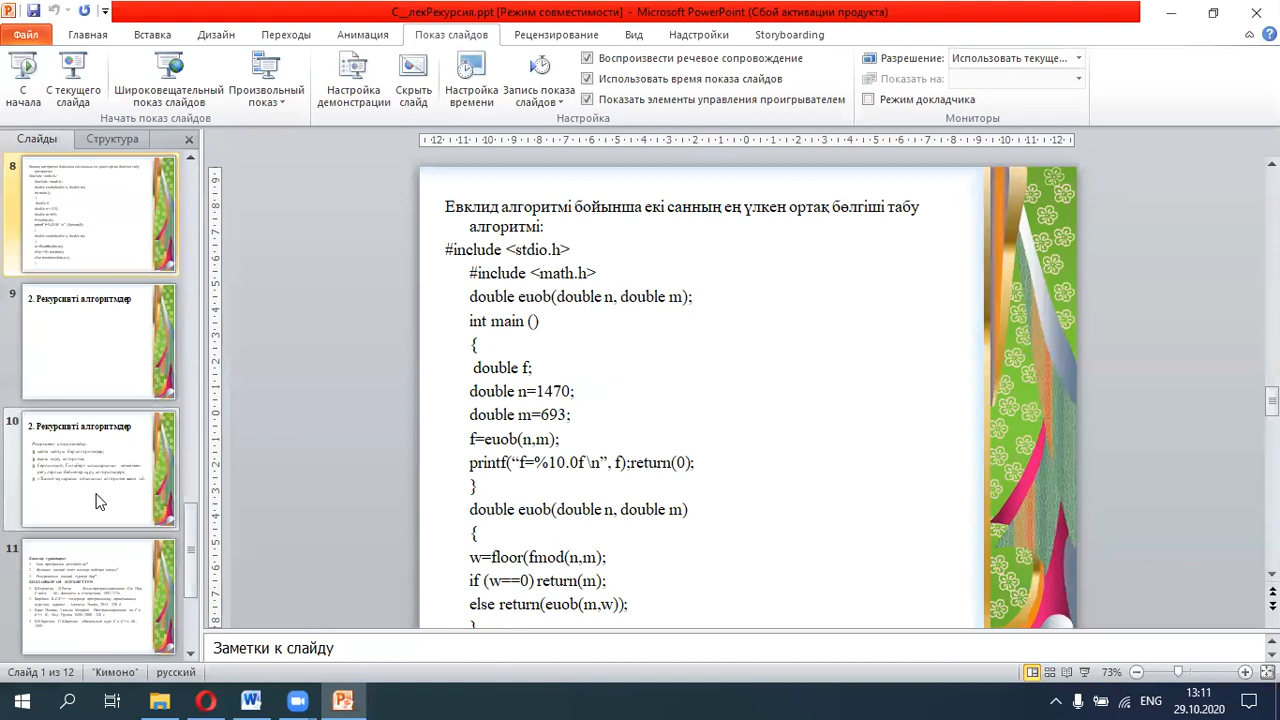 С__лекРекурсия.ppt [Режим совместимости] - Microsoft PowerPoint (Сбой активации продукта)
Файл Главная Вставка Дизайн Переходы Анимация Показ слайдов Рецензирование Вид Надстройки Storyboarding
С начала
С текущего слайда
Широковещательный показ слайдов
Произвольный показ
Настройка демонстрации
Скрыть слайд
Настройка времени
Запись показа слайдов
Воспроизвести речевое сопровождение
Использовать время показа слайдов
Показать элементы управления проигрывателем
Разрешение: Использовать текуще...
Показать на:
Режим докладчика
Начать показ слайдов Настройка Мониторы
Слайды Структура
8
9
2. Рекурсивті алгоритмдер
10
2. Рекурсивті алгоритмдер
11
Евклид алгоритмі бойынша екі санның ең үлкен ортақ бөлгіші табу
алгоритмі:
#include <stdio.h>
#include <math.h>
double euob(double n, double m);
int main ()
{
double f;
double n=1470;
double m=693;
f=euob(n,m);
printf(“f=%10.0f \n”, f);return(0);
}
double euob(double n, double m)
{
w=floor(fmod(n,m);
if (w==0) return(m);
else return(euob(m,w));
}
Заметки к слайду
Слайд 1 из 12 "Кимоно" русский 73%
ENG
13:11
29.10.2020